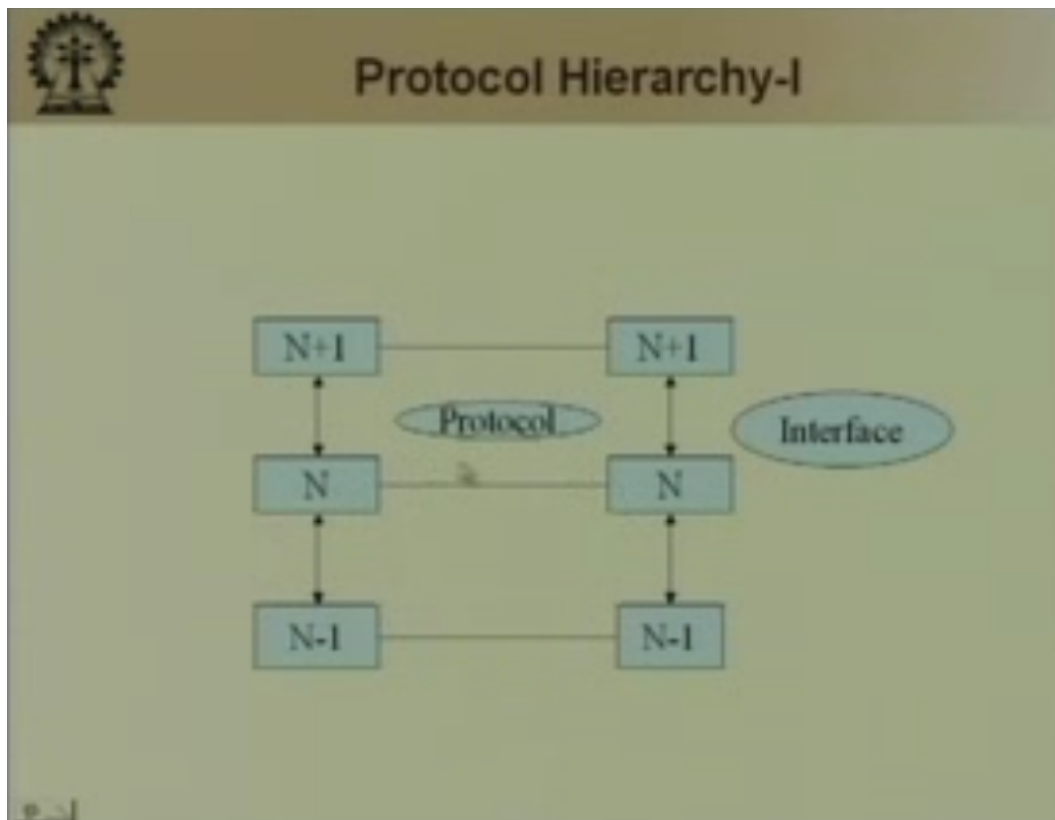 Protocol Hierarchy-I
N+1
N+1
Protocol
Interface
N
N
N-1
N-1